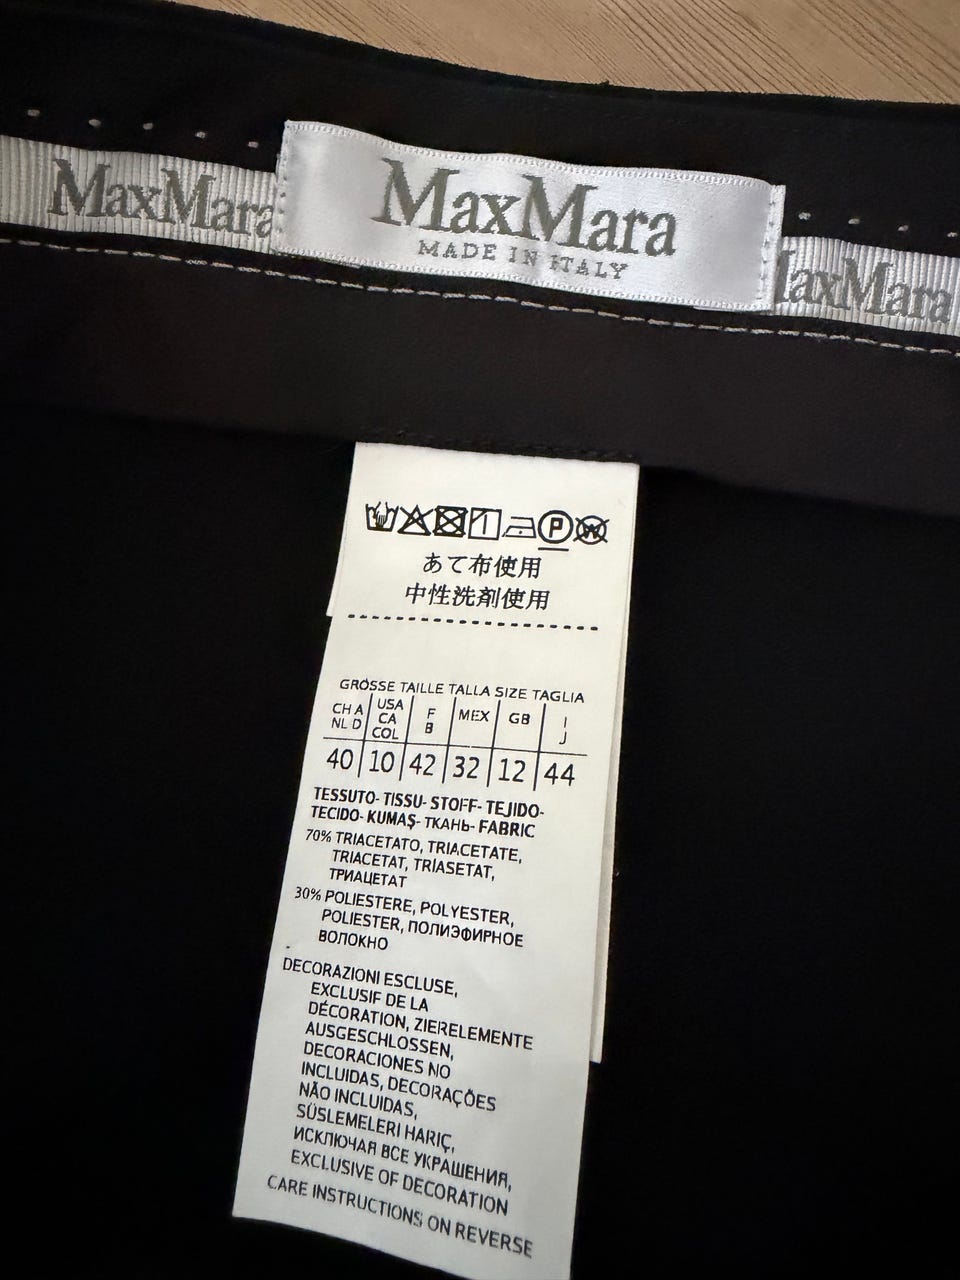 MaxMara
MaxMara
MADE IN ITALY
axMara
P
W
あて布使用
中性洗剤使用
GRÖSSE TAILLE TALLA SIZE TAGLIA
CH A NL D USA CA COL F B MEX GB I J
40 10 42 32 12 44
TESSUTO- TISSU- STOFF- TEJIDO-
TECIDO- KUMAŞ- ТКАНЬ- FABRIC
70% TRIACETATO, TRIACETATE,
TRIACETAT, TRİASETAT,
ТРИАЦЕТАТ
30% POLIESTERE, POLYESTER,
POLIESTER, ПОЛИЭФИРНОЕ
ВОЛОКНО
DECORAZIONI ESCLUSE,
EXCLUSIF DE LA
DÉCORATION, ZIERELEMENTE
AUSGESCHLOSSEN,
DECORACIONES NO
INCLUIDAS, DECORAÇÕES
NÃO INCLUIDAS,
SÜSLEMELERI HARIÇ,
ИСКЛЮЧАЯ ВСЕ УКРАШЕНИЯ,
EXCLUSIVE OF DECORATION
CARE INSTRUCTIONS ON REVERSE